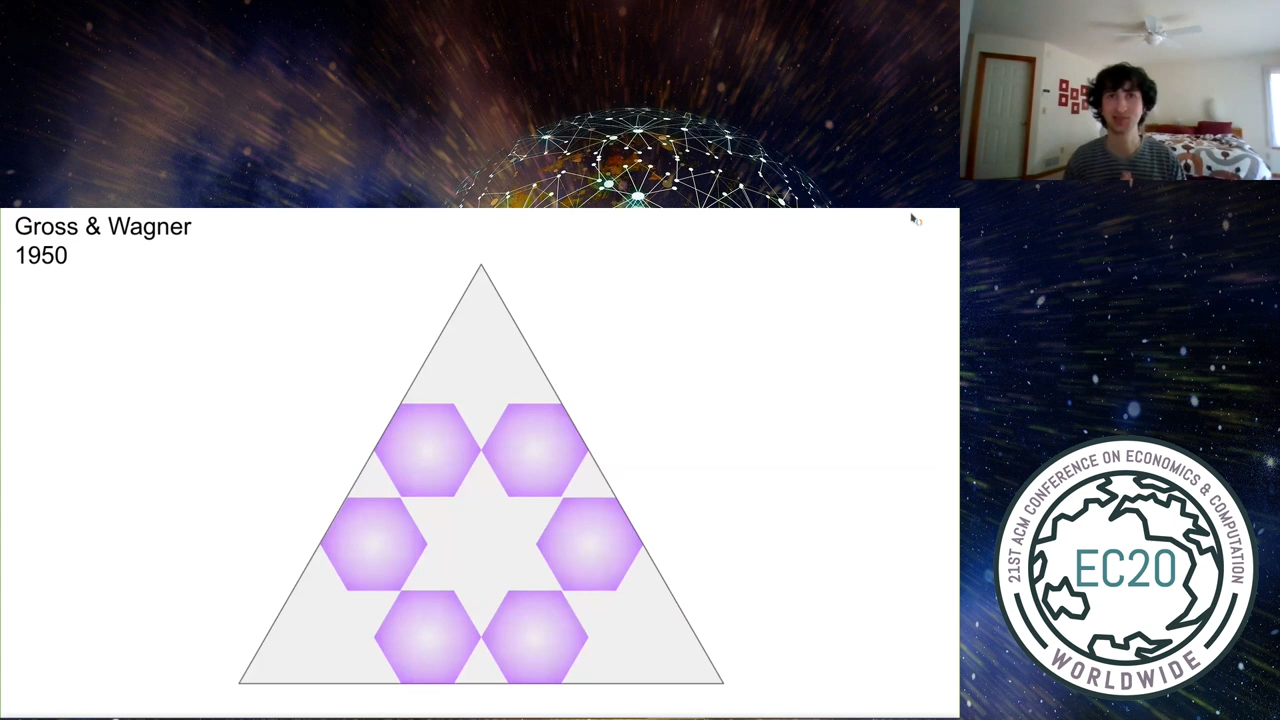 Gross & Wagner
1950
21ST ACM CONFERENCE ON ECONOMICS & COMPUTATION
EC20
WORLDWIDE